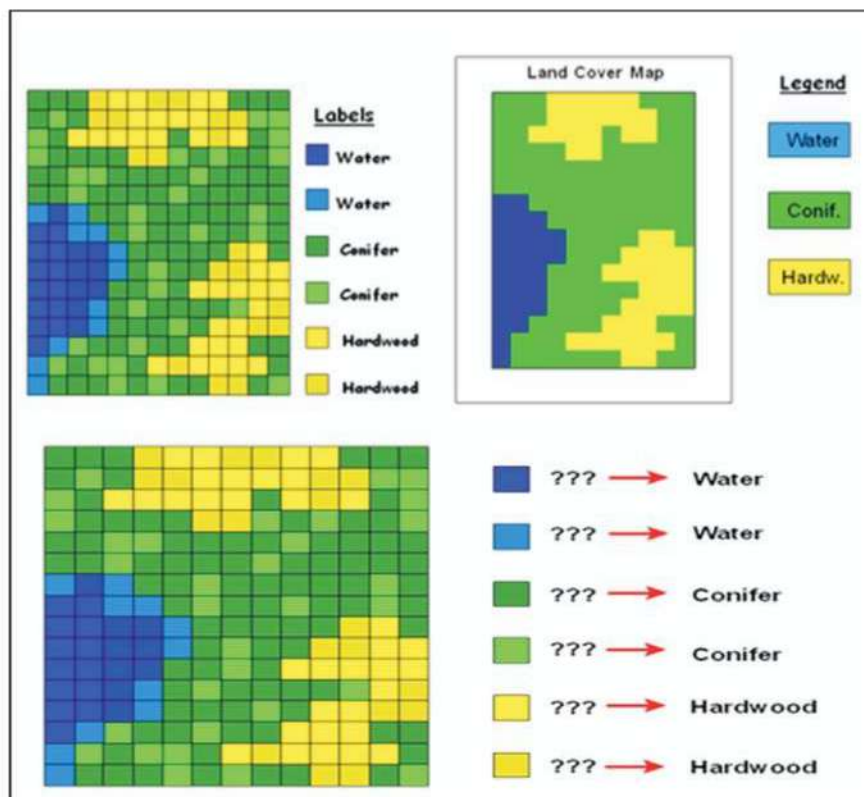 Labels
Water
Water
Conifer
Conifer
Hardwood
Hardwood
Land Cover Map
Legend
Water
Conif.
Hardw.
??? → Water
??? → Water
??? → Conifer
??? → Conifer
??? → Hardwood
??? → Hardwood